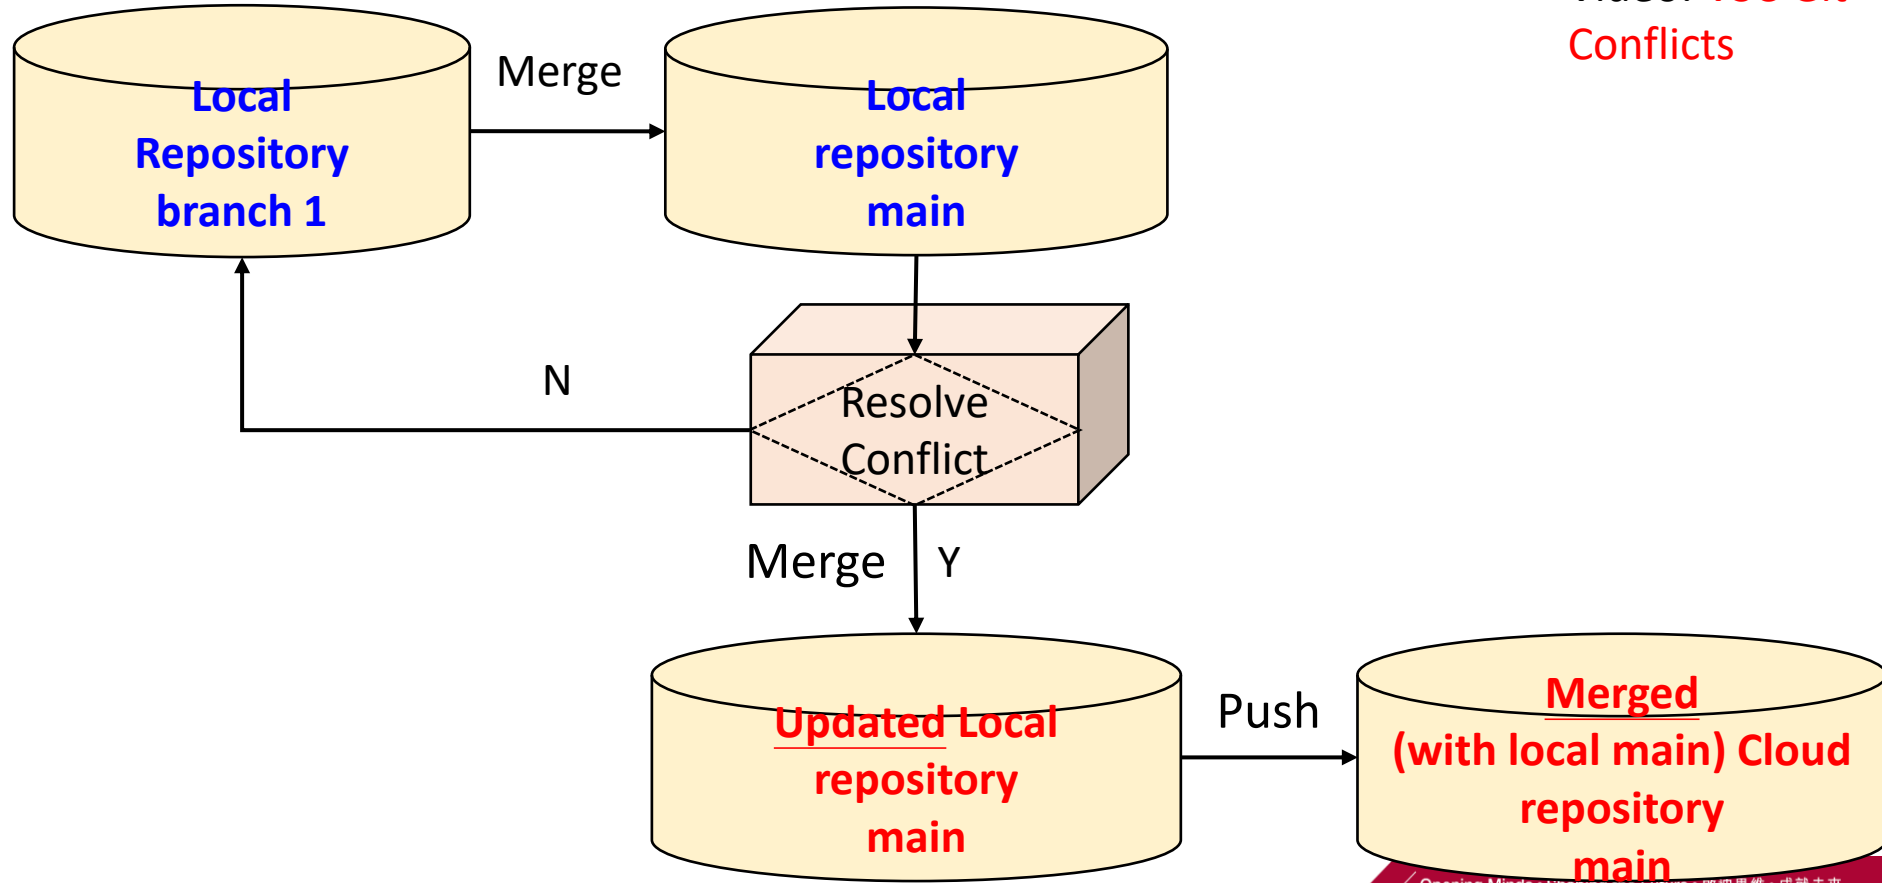 Conflicts
Merge
Local
Repository
branch 1
Local
repository
main
N
Resolve
Conflict
Merge
Y
Updated Local
repository
main
Push
Merged
(with local main) Cloud
repository
main